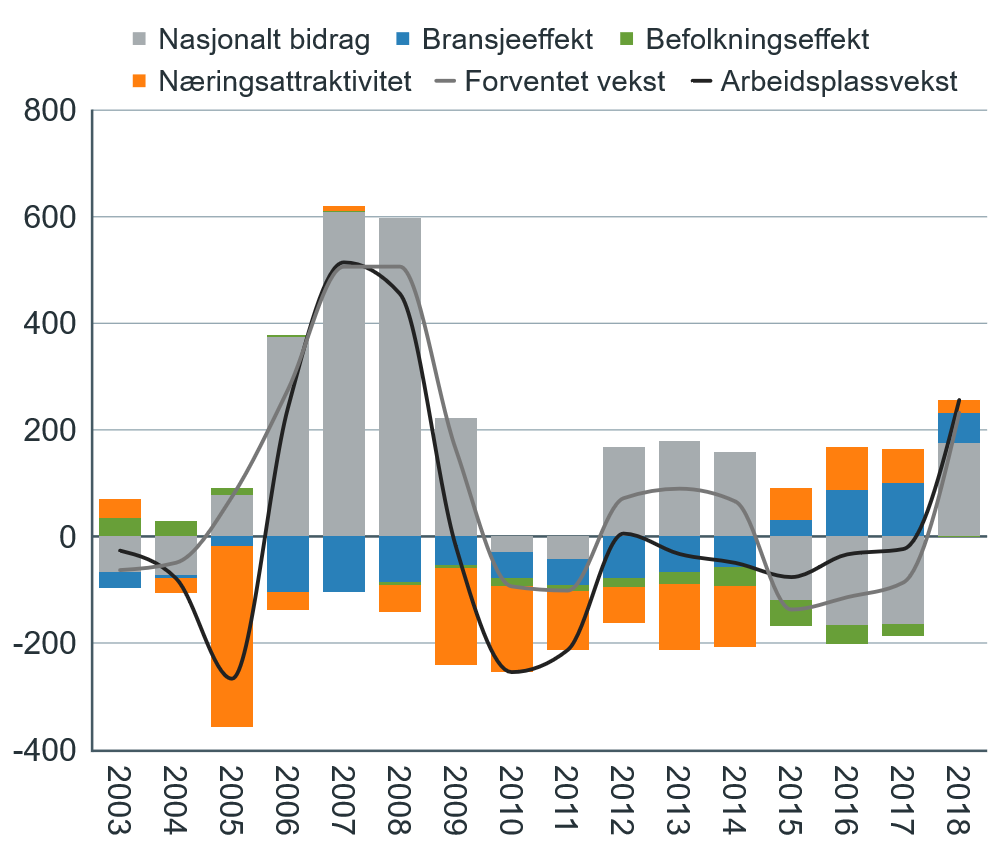 Nasjonalt bidrag Bransjeeffekt Befolkningseffekt
Næringsattraktivitet Forventet vekst Arbeidsplassvekst
800
600
400
200
0
-200
-400
2003 2004 2005 2006 2007 2008 2009 2010 2011 2012 2013 2014 2015 2016 2017 2018